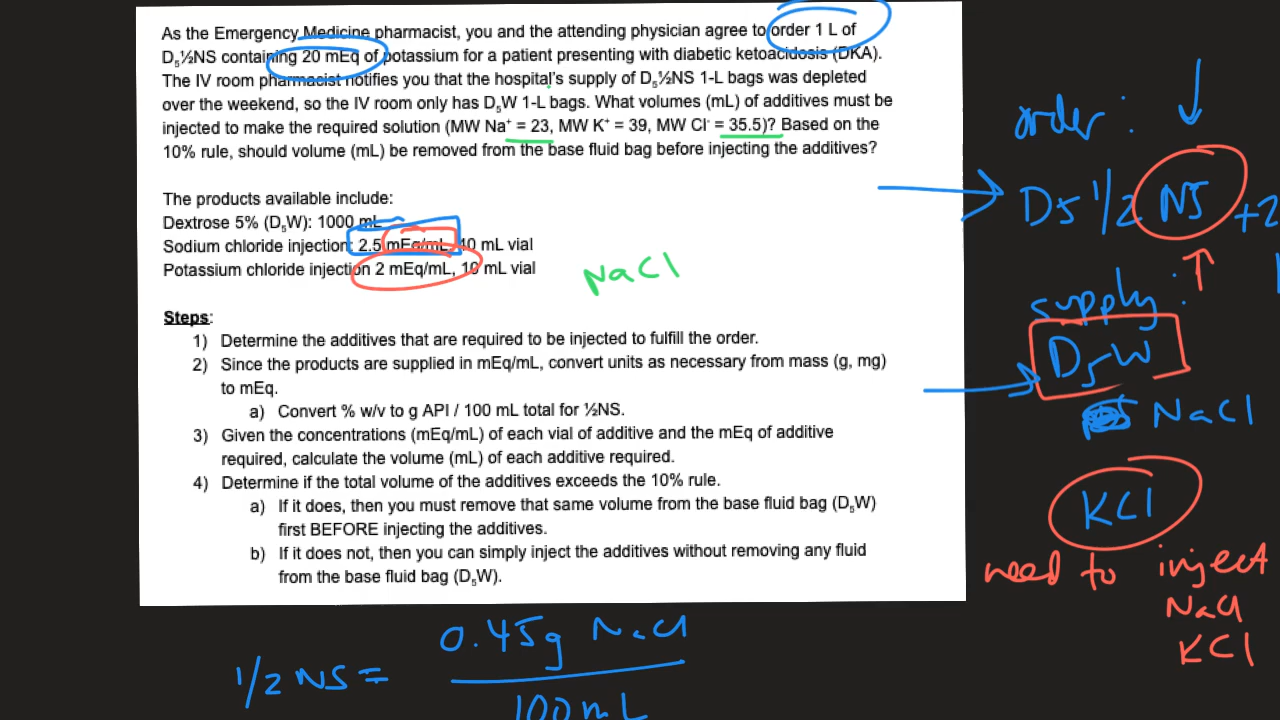 As the Emergency Medicine pharmacist, you and the attending physician agree to order 1 L of
D₅½NS containing 20 mEq of potassium for a patient presenting with diabetic ketoacidosis (DKA).
The IV room pharmacist notifies you that the hospital's supply of D₅½NS 1-L bags was depleted
over the weekend, so the IV room only has D₅W 1-L bags. What volumes (mL) of additives must be
injected to make the required solution (MW Na⁺ = 23, MW K⁺ = 39, MW Cl⁻ = 35.5)? Based on the
10% rule, should volume (mL) be removed from the base fluid bag before injecting the additives?
The products available include:
Dextrose 5% (D₅W): 1000 mL
Sodium chloride injection: 2.5 mEq/mL, 40 mL vial
Potassium chloride injection 2 mEq/mL, 10 mL vial
NaCl
Steps:
1) Determine the additives that are required to be injected to fulfill the order.
2) Since the products are supplied in mEq/mL, convert units as necessary from mass (g, mg)
to mEq.
a) Convert % w/v to g API / 100 mL total for ½NS.
3) Given the concentrations (mEq/mL) of each vial of additive and the mEq of additive
required, calculate the volume (mL) of each additive required.
4) Determine if the total volume of the additives exceeds the 10% rule.
a) If it does, then you must remove that same volume from the base fluid bag (D₅W)
first BEFORE injecting the additives.
b) If it does not, then you can simply inject the additives without removing any fluid
from the base fluid bag (D₅W).
order:
D5 1/2 NS + 2
supply:
D5W
NaCl
KCl
need to inject
NaCl
KCl
1/2 NS = 0.45g NaCl
100mL